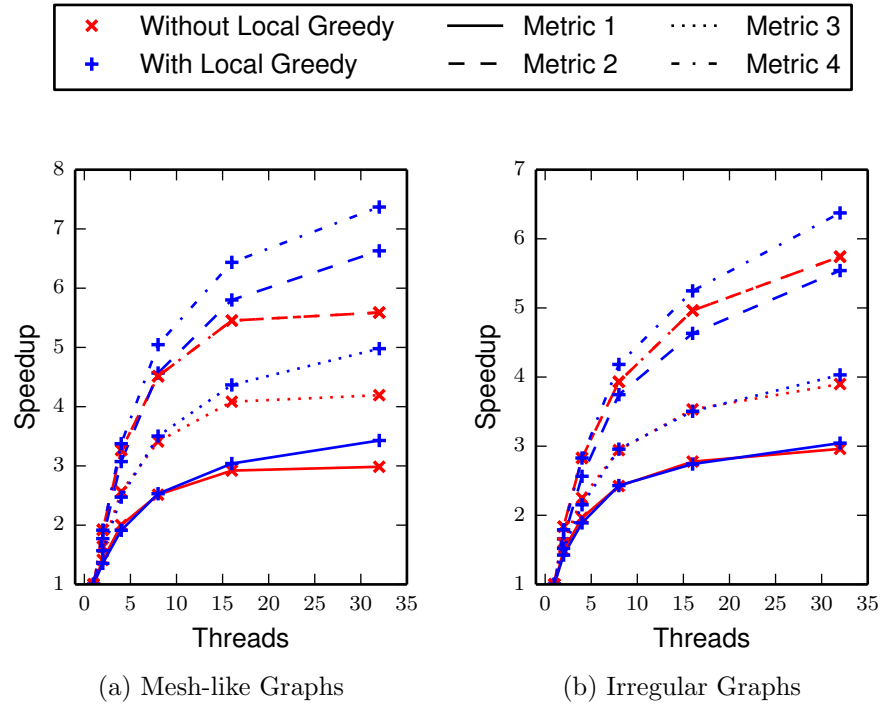 Without Local Greedy
With Local Greedy
Metric 1
Metric 2
Metric 3
Metric 4
8
7
6
5
4
3
2
1
Speedup
0 5 10 15 20 25 30 35
Threads
(a) Mesh-like Graphs
7
6
5
4
3
2
1
Speedup
0 5 10 15 20 25 30 35
Threads
(b) Irregular Graphs